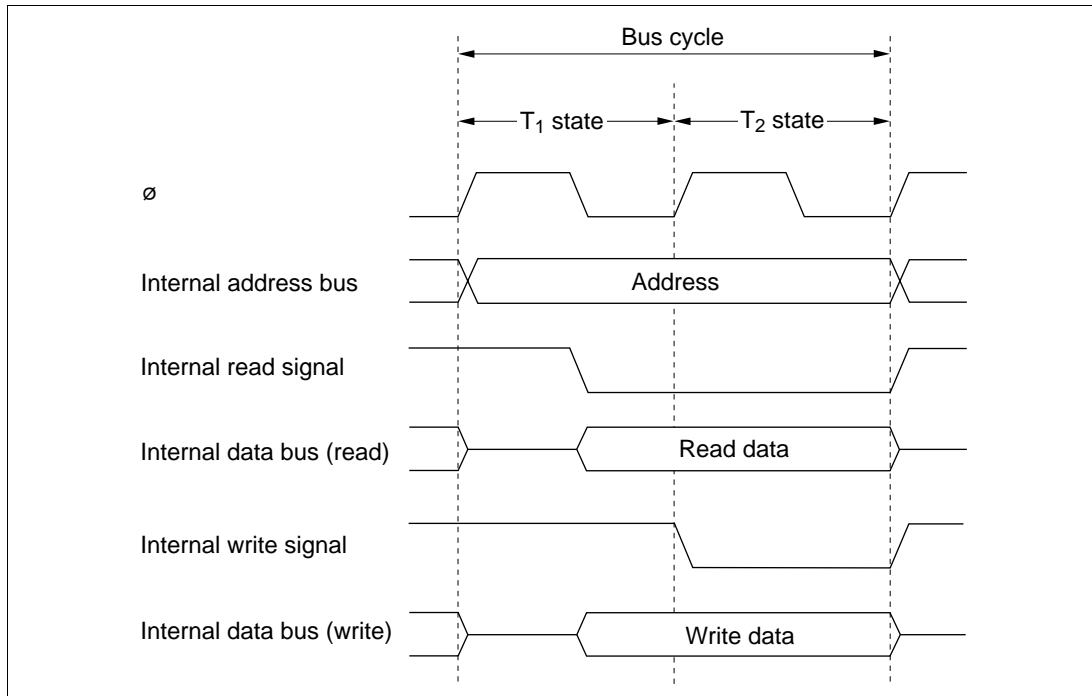 Bus cycle
T1 state
T2 state
ø
Internal address bus
Address
Internal read signal
Internal data bus (read)
Read data
Internal write signal
Internal data bus (write)
Write data